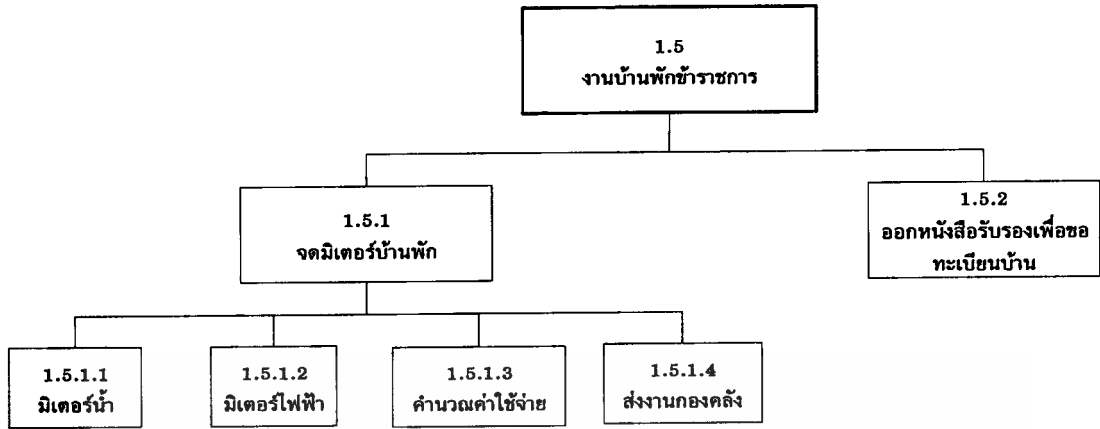 1.5
งานบ้านพักข้าราชการ
1.5.1
จดมิเตอร์บ้านพัก
1.5.2
ออกหนังสือรับรองเพื่อขอ
ทะเบียนบ้าน
1.5.1.1
มิเตอร์น้ำ
1.5.1.2
มิเตอร์ไฟฟ้า
1.5.1.3
คำนวณค่าใช้จ่าย
1.5.1.4
ส่งงานกองคลัง